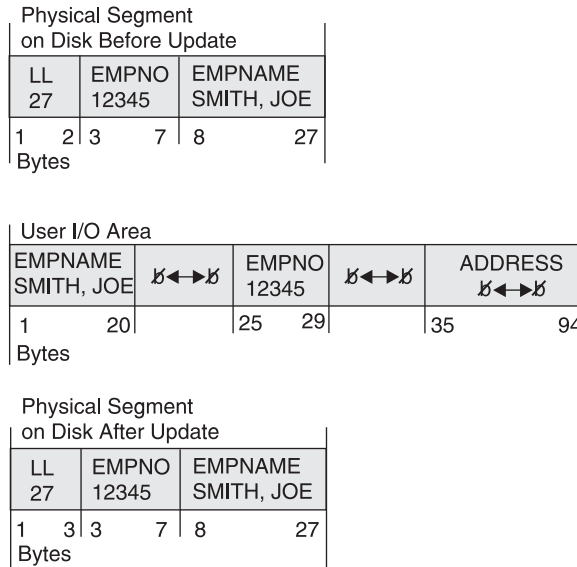 Physical Segment
on Disk Before Update
LL EMPNO EMPNAME
27 12345 SMITH, JOE
1 2 3 7 8 27
Bytes
User I/O Area
EMPNAME b̸◄►b̸ EMPNO b̸◄►b̸ ADDRESS
SMITH, JOE 12345 b̸◄►b̸
1 20 25 29 35 94
Bytes
Physical Segment
on Disk After Update
LL EMPNO EMPNAME
27 12345 SMITH, JOE
1 3 3 7 8 27
Bytes